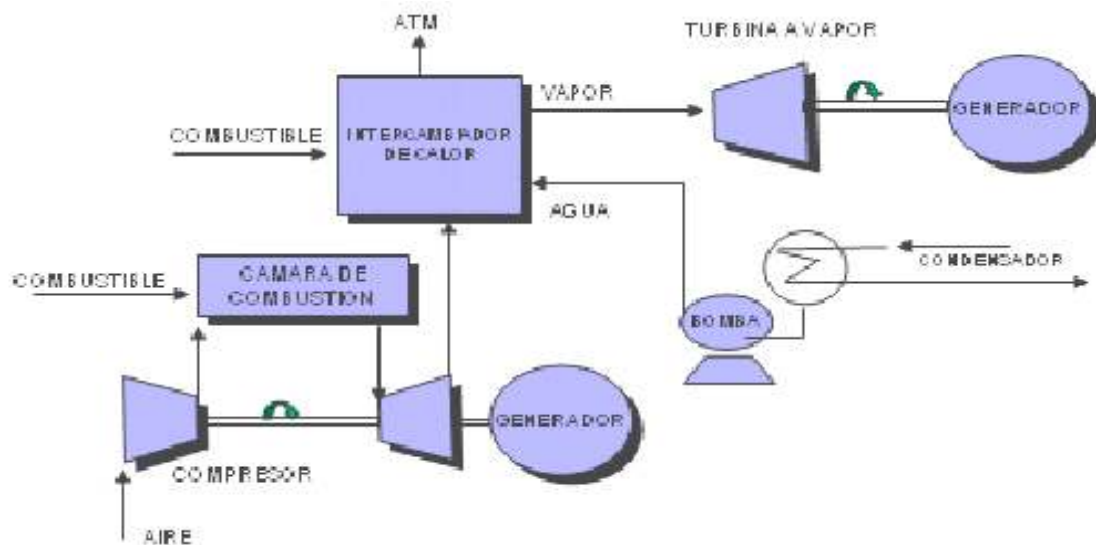 ATM
TURBINA A VAPOR
VAPOR
GENERADOR
COMBUSTIBLE
INTERCAMBIADOR
DE CALOR
AGUA
COMBUSTIBLE
CAMARA DE
COMBUSTION
CONDENSADOR
BOMBA
GENERADOR
COMPRESOR
AIRE